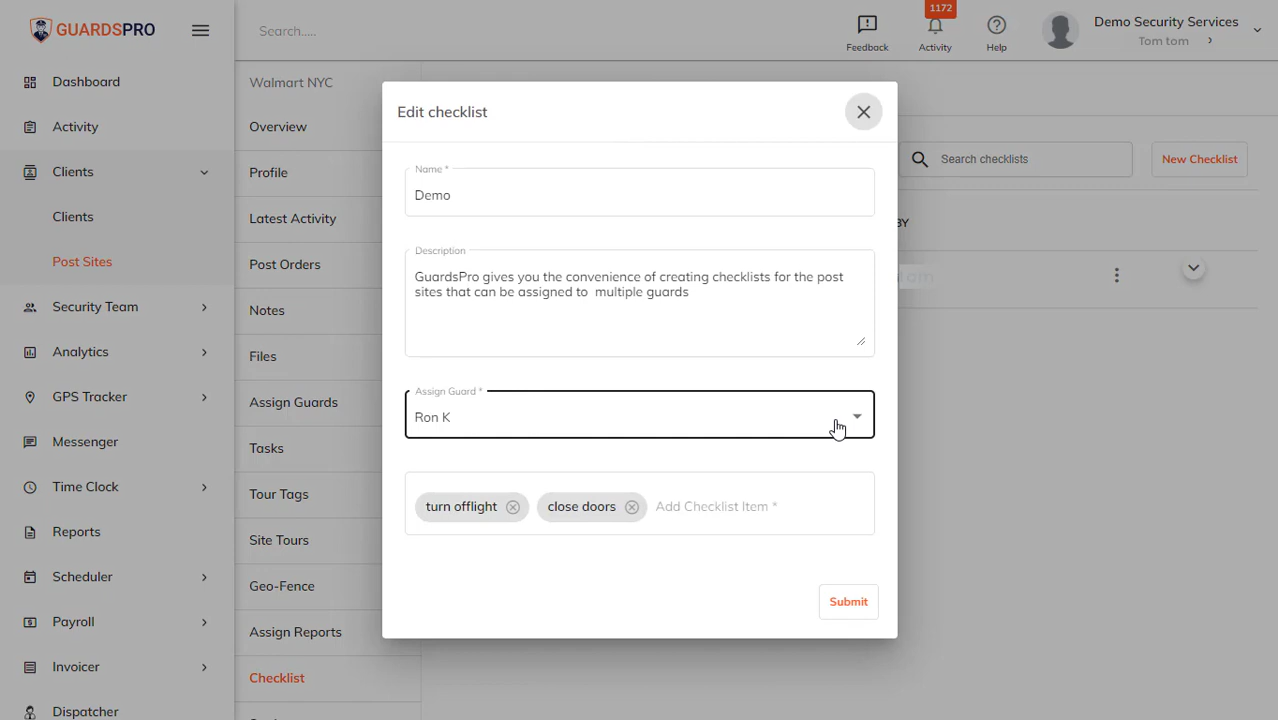 GUARDSPRO
Search.....
Feedback
1172
Activity
Help
Demo Security Services
Tom tom
Dashboard
Activity
Clients
Clients
Post Sites
Security Team
Analytics
GPS Tracker
Messenger
Time Clock
Reports
Scheduler
Payroll
Invoicer
Dispatcher
Walmart NYC
Overview
Profile
Latest Activity
Post Orders
Notes
Files
Assign Guards
Tasks
Tour Tags
Site Tours
Geo-Fence
Assign Reports
Checklist
Search checklists
New Checklist
BY
Edit checklist
Name *
Demo
Description
GuardsPro gives you the convenience of creating checklists for the post
sites that can be assigned to  multiple guards
Assign Guard *
Ron K
turn offlight
close doors
Add Checklist Item *
Submit